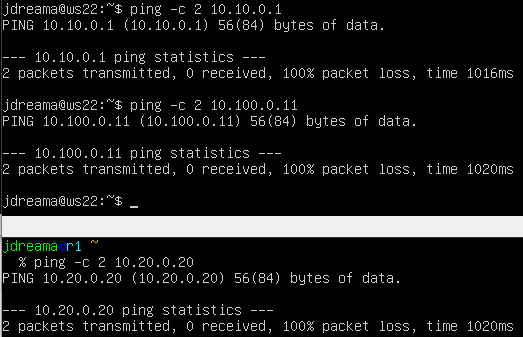 jdreama@ws22:~$ ping -c 2 10.10.0.1
PING 10.10.0.1 (10.10.0.1) 56(84) bytes of data.
--- 10.10.0.1 ping statistics ---
2 packets transmitted, 0 received, 100% packet loss, time 1016ms
jdreama@ws22:~$ ping -c 2 10.100.0.11
PING 10.100.0.11 (10.100.0.11) 56(84) bytes of data.
--- 10.100.0.11 ping statistics ---
2 packets transmitted, 0 received, 100% packet loss, time 1020ms
jdreama@ws22:~$ _
jdreama@r1 ~
% ping -c 2 10.20.0.20
PING 10.20.0.20 (10.20.0.20) 56(84) bytes of data.
--- 10.20.0.20 ping statistics ---
2 packets transmitted, 0 received, 100% packet loss, time 1020ms